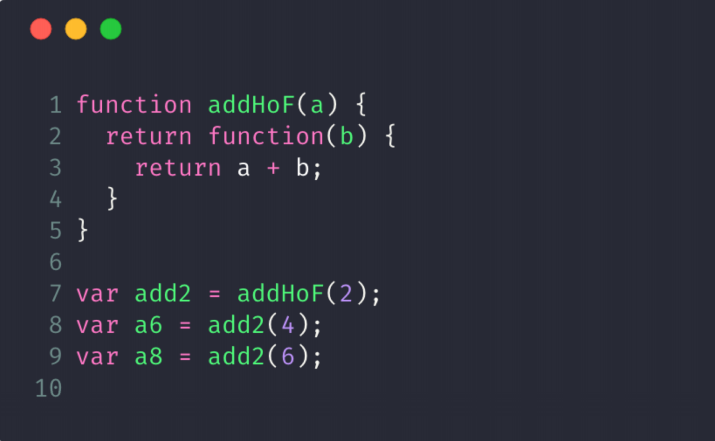 1 function addHoF(a) {
2   return function(b) {
3     return a + b;
4   }
5 }
6
7 var add2 = addHoF(2);
8 var a6 = add2(4);
9 var a8 = add2(6);
10